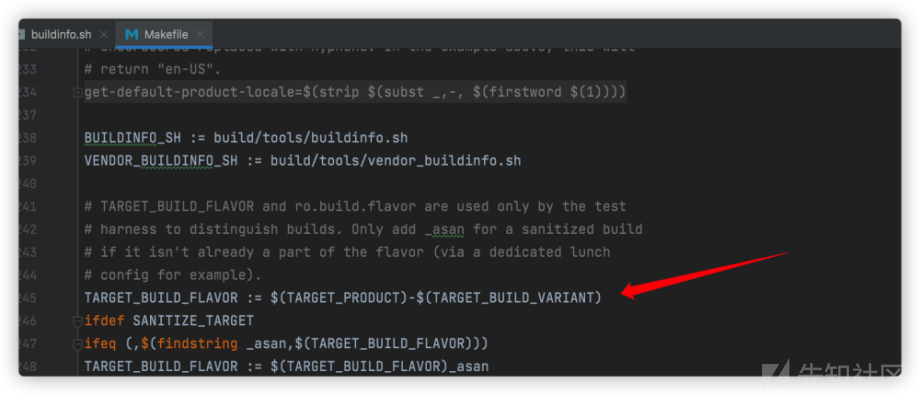 buildinfo.sh
Makefile
233 # return "en-US".
234 get-default-product-locale=$(strip $(subst _,-, $(firstword $(1))))
237
238 BUILDINFO_SH := build/tools/buildinfo.sh
239 VENDOR_BUILDINFO_SH := build/tools/vendor_buildinfo.sh
240
241 # TARGET_BUILD_FLAVOR and ro.build.flavor are used only by the test
242 # harness to distinguish builds. Only add _asan for a sanitized build
243 # if it isn't already a part of the flavor (via a dedicated lunch
244 # config for example).
245 TARGET_BUILD_FLAVOR := $(TARGET_PRODUCT)-$(TARGET_BUILD_VARIANT)
246 ifdef SANITIZE_TARGET
247 ifeq (,$(findstring _asan,$(TARGET_BUILD_FLAVOR)))
248 TARGET_BUILD_FLAVOR := $(TARGET_BUILD_FLAVOR)_asan
先知社区